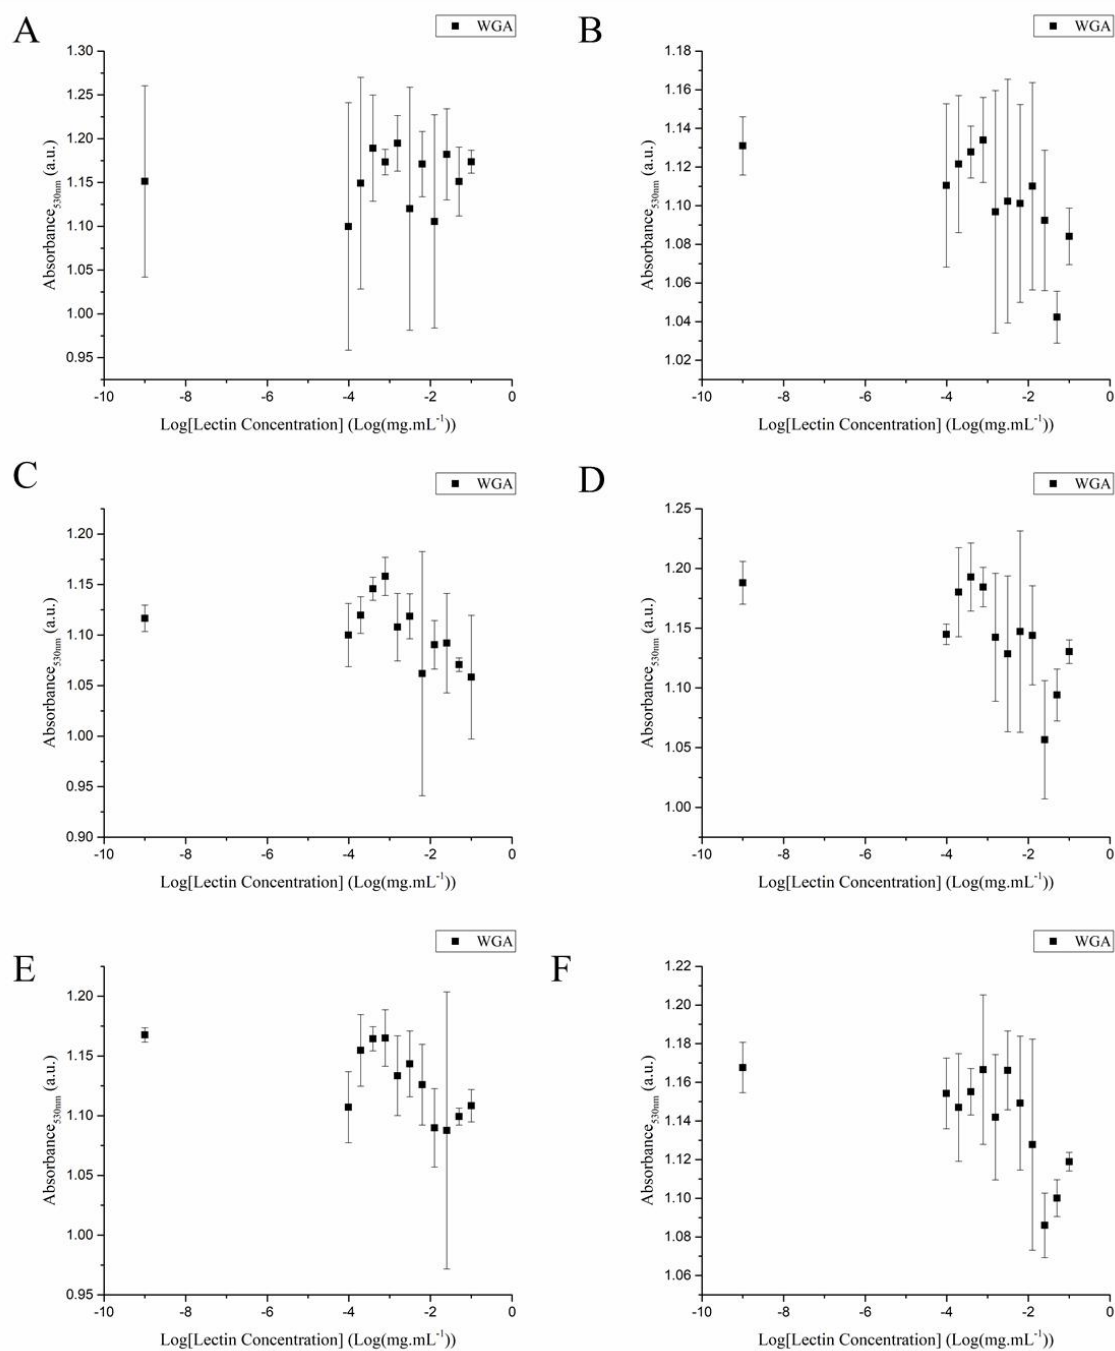 A
WGA
1.30
1.25
1.20
1.15
1.10
1.05
1.00
0.95
Absorbance530nm (a.u.)
-10 -8 -6 -4 -2 0
Log[Lectin Concentration] (Log(mg.mL-1))
B
WGA
1.18
1.16
1.14
1.12
1.10
1.08
1.06
1.04
1.02
Absorbance530nm (a.u.)
-10 -8 -6 -4 -2 0
Log[Lectin Concentration] (Log(mg.mL-1))
C
WGA
1.20
1.15
1.10
1.05
1.00
0.95
0.90
Absorbance530nm (a.u.)
-10 -8 -6 -4 -2 0
Log[Lectin Concentration] (Log(mg.mL-1))
D
WGA
1.25
1.20
1.15
1.10
1.05
1.00
Absorbance530nm (a.u.)
-10 -8 -6 -4 -2 0
Log[Lectin Concentration] (Log(mg.mL-1))
E
WGA
1.20
1.15
1.10
1.05
1.00
0.95
Absorbance530nm (a.u.)
-10 -8 -6 -4 -2 0
Log[Lectin Concentration] (Log(mg.mL-1))
F
WGA
1.22
1.20
1.18
1.16
1.14
1.12
1.10
1.08
1.06
Absorbance530nm (a.u.)
-10 -8 -6 -4 -2 0
Log[Lectin Concentration] (Log(mg.mL-1))